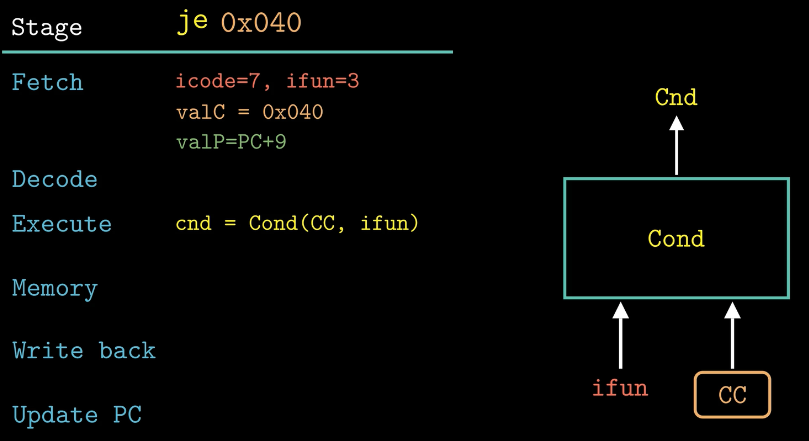 Stage je 0x040
Fetch icode=7, ifun=3
valC = 0x040
valP=PC+9
Decode
Execute cnd = Cond(CC, ifun)
Memory
Write back
Update PC
Cnd
Cond
ifun CC